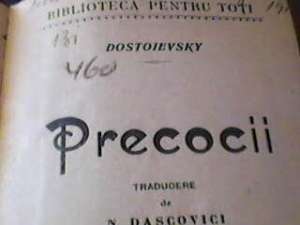 BIBLIOTECA PENTRU TOȚI
DOSTOIEVSKY
460
Precocii
TRADUCERE
de
N. DASCOVICI